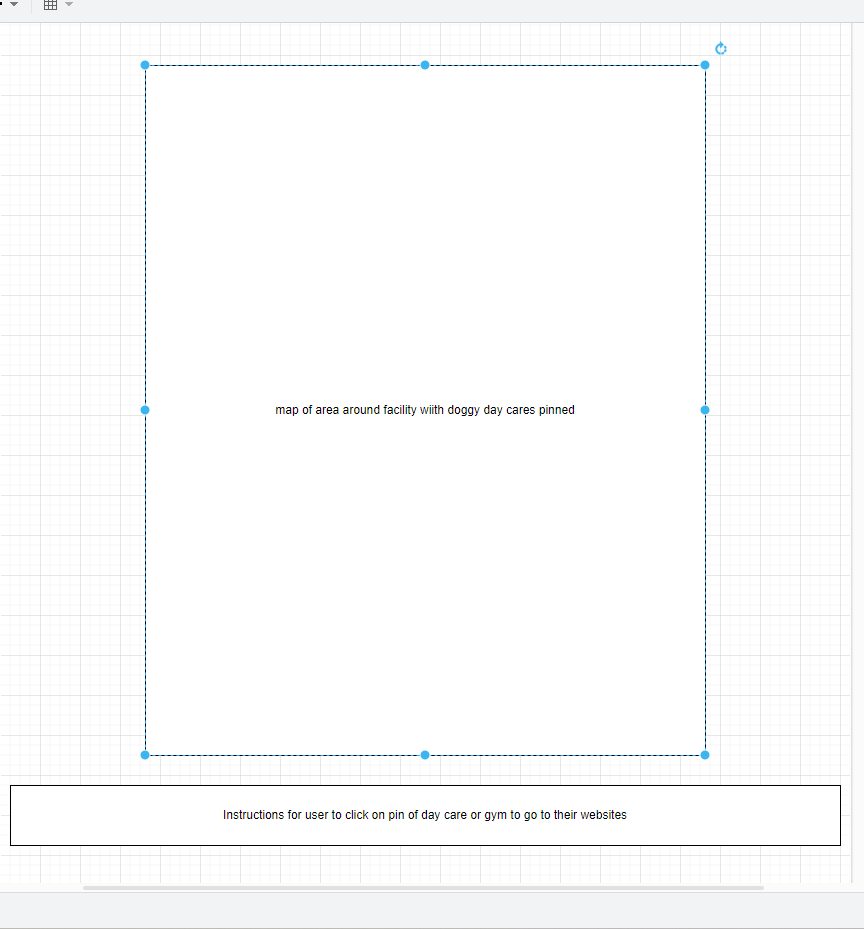 map of area around facility wiith doggy day cares pinned
Instructions for user to click on pin of day care or gym to go to their websites